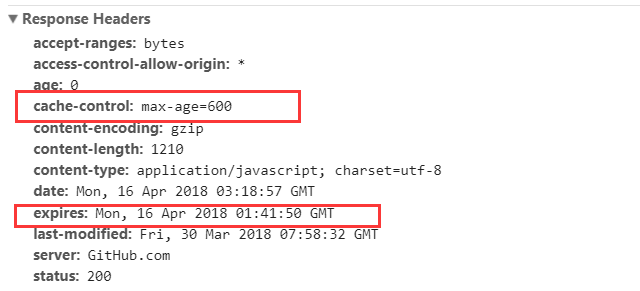 Response Headers
accept-ranges: bytes
access-control-allow-origin: *
age: 0
cache-control: max-age=600
content-encoding: gzip
content-length: 1210
content-type: application/javascript; charset=utf-8
date: Mon, 16 Apr 2018 03:18:57 GMT
expires: Mon, 16 Apr 2018 01:41:50 GMT
last-modified: Fri, 30 Mar 2018 07:58:32 GMT
server: GitHub.com
status: 200